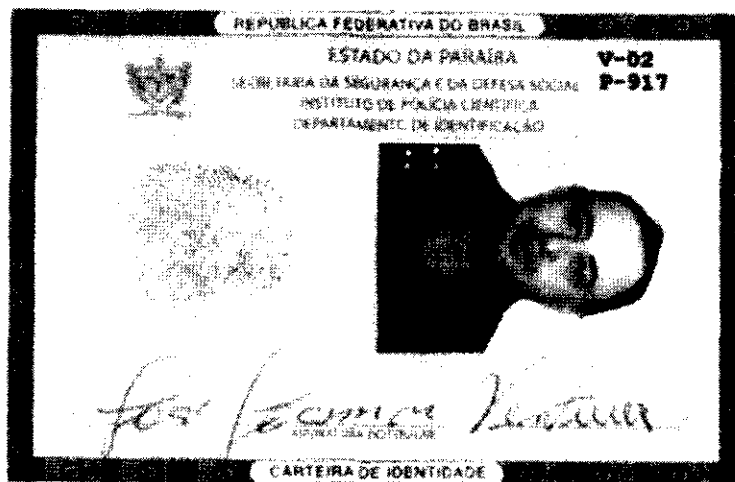 REPÚBLICA FEDERATIVA DO BRASIL
ESTADO DA PARAÍBA
V-02
SECRETARIA DA SEGURANÇA E DA DEFESA SOCIAL
P-917
INSTITUTO DE POLÍCIA CIENTÍFICA
DEPARTAMENTO DE IDENTIFICAÇÃO
ASSINATURA DO TITULAR
CARTEIRA DE IDENTIDADE